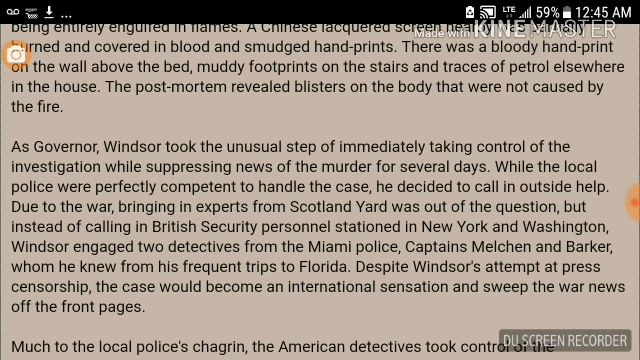 LTE 59% 12:45 AM
being entirely engulfed in flames. A Chinese lacquered screen
Made with KINEMASTER
burned and covered in blood and smudged hand-prints. There was a bloody hand-print
on the wall above the bed, muddy footprints on the stairs and traces of petrol elsewhere
in the house. The post-mortem revealed blisters on the body that were not caused by
the fire.
As Governor, Windsor took the unusual step of immediately taking control of the
investigation while suppressing news of the murder for several days. While the local
police were perfectly competent to handle the case, he decided to call in outside help.
Due to the war, bringing in experts from Scotland Yard was out of the question, but
instead of calling in British Security personnel stationed in New York and Washington,
Windsor engaged two detectives from the Miami police, Captains Melchen and Barker,
whom he knew from his frequent trips to Florida. Despite Windsor's attempt at press
censorship, the case would become an international sensation and sweep the war news
off the front pages.
Much to the local police's chagrin, the American detectives took control of the
DU SCREEN RECORDER